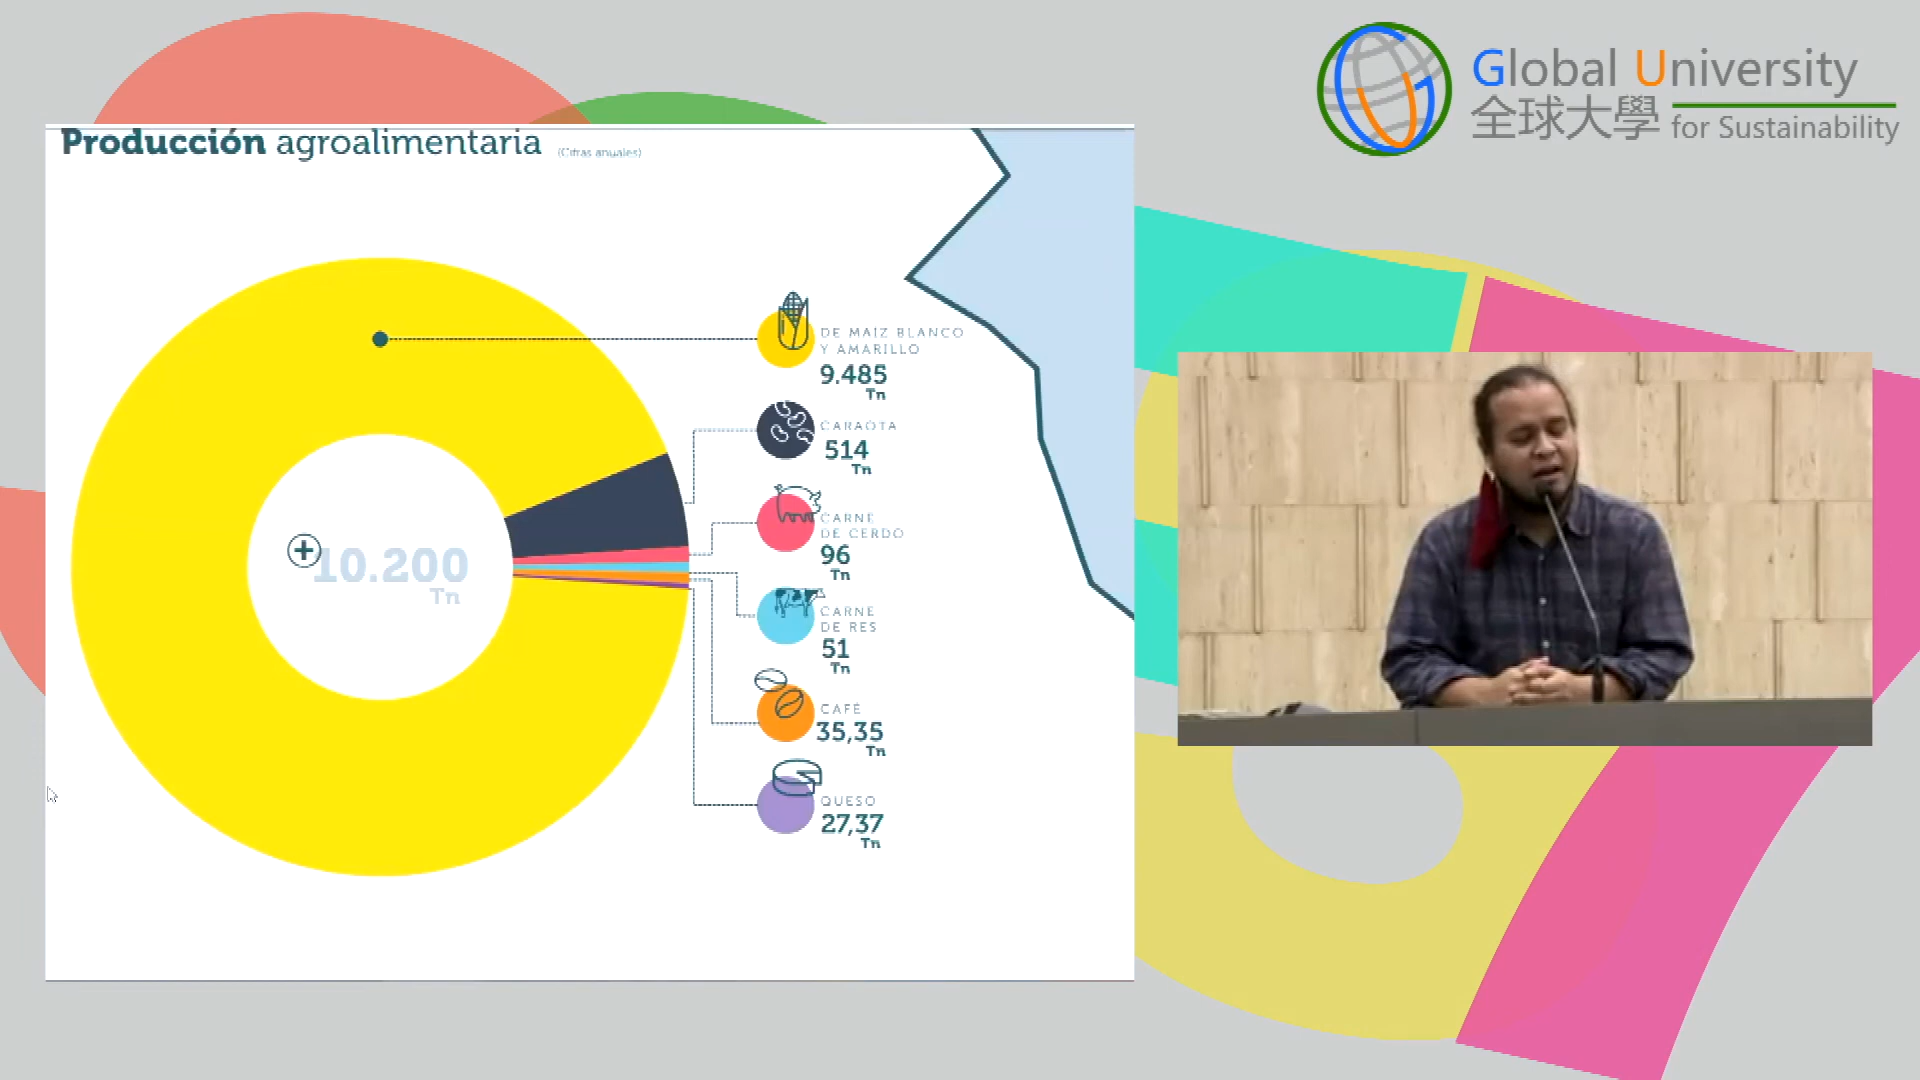 Global University
全球大學 for Sustainability
Producción agroalimentaria (Cifras anuales)
DE MAÍZ BLANCO
Y AMARILLO
9.485
Tn
CARAOTA
514
Tn
CARNE
DE CERDO
96
Tn
10.200
Tn
CARNE
DE RES
51
Tn
CAFÉ
35,35
Tn
QUESO
27,37
Tn